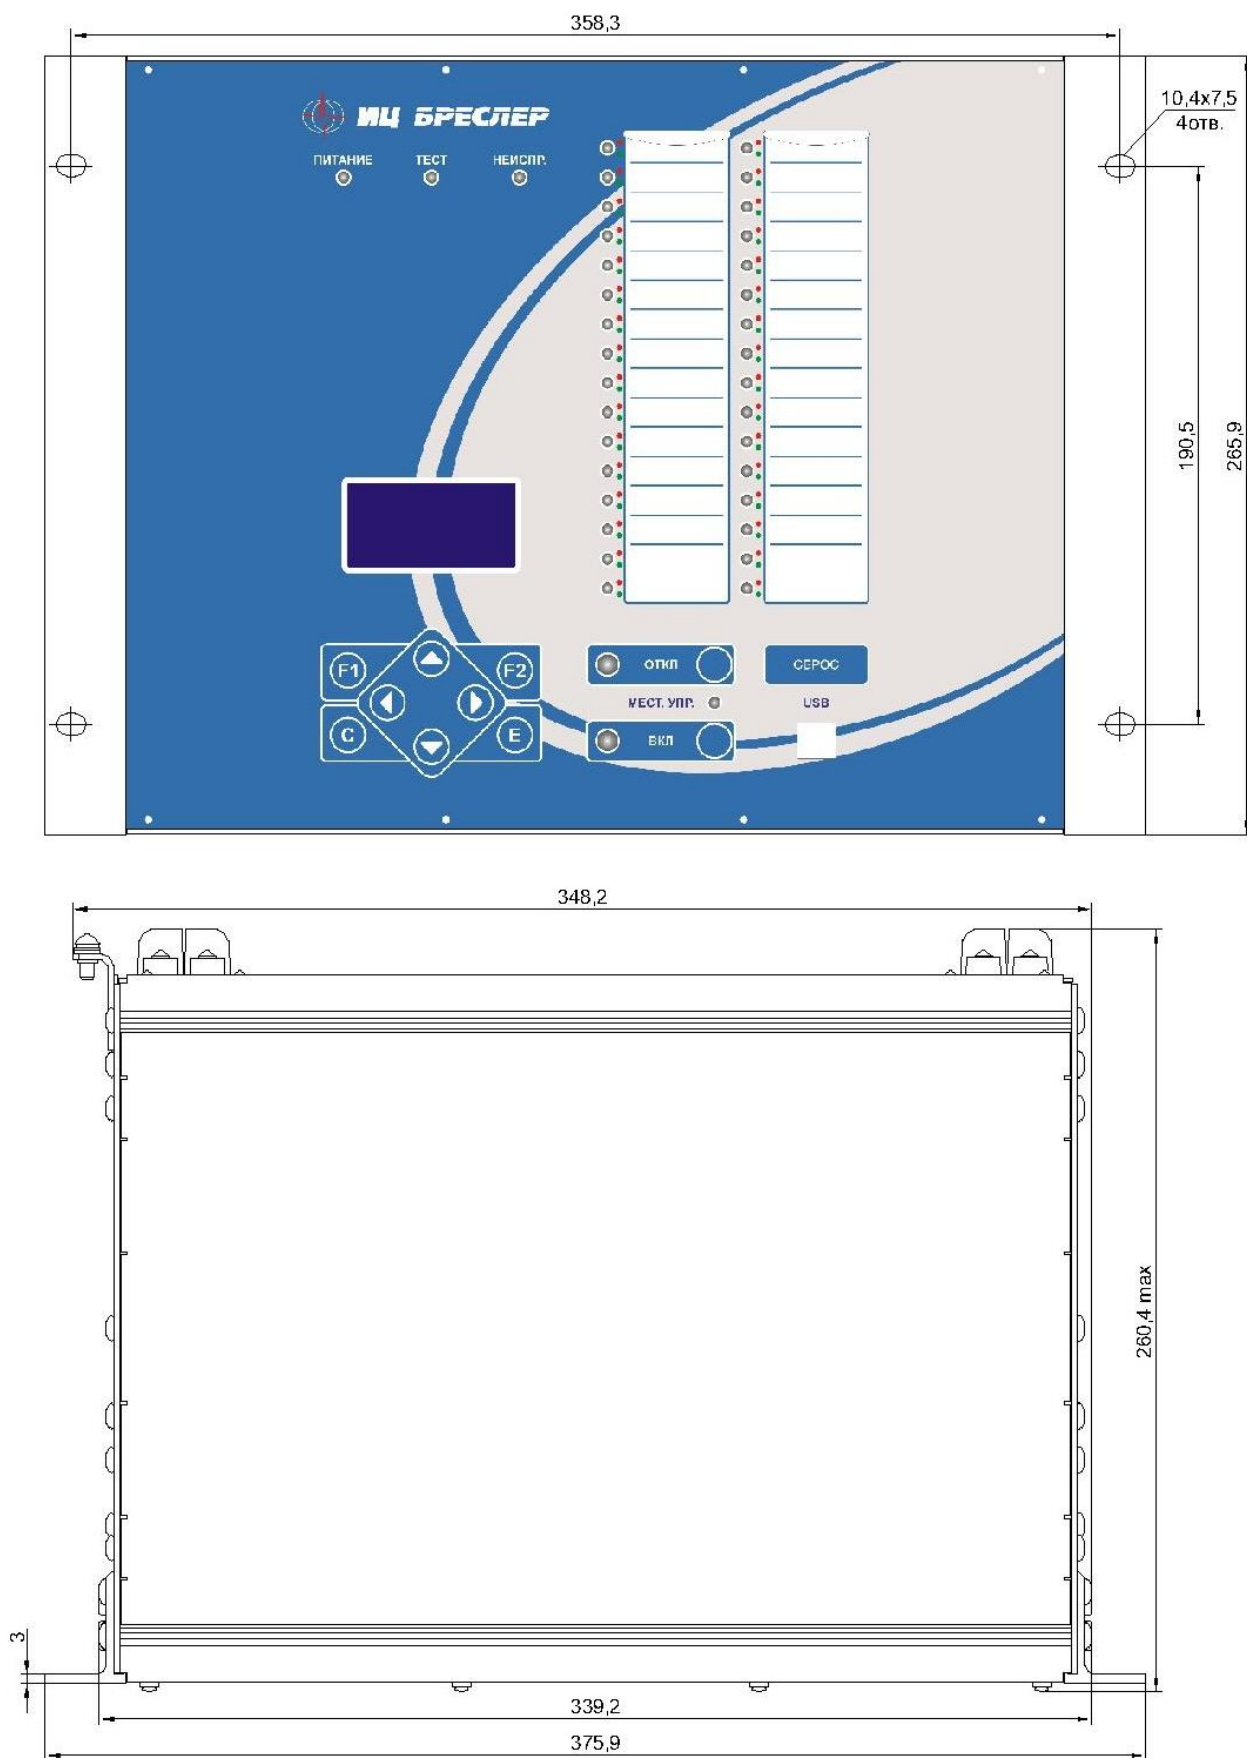 358,3
10,4x7,5
4отв.
ИЦ БРЕСЛЕР
ПИТАНИЕ ТЕСТ НЕИСПР.
190,5
265,9
F1 F2
C E
ОТКЛ СБРОС
МЕСТ. УПР. USB
ВКЛ
348,2
260,4 max
3
339,2
375,9